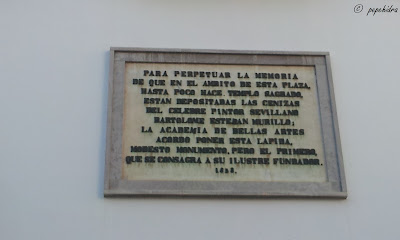 © pepehidra
PARA PERPETUAR LA MEMORIA
DE QUE EN EL AMBITO DE ESTA PLAZA,
HASTA POCO HACE TEMPLO SAGRADO,
ESTAN DEPOSITADAS LAS CENIZAS
DEL CELEBRE PINTOR SEVILLANO
BARTOLOME ESTEBAN MURILLO;
LA ACADEMIA DE BELLAS ARTES
ACORDO PONER ESTA LAPIDA,
MODESTO MONUMENTO, PERO EL PRIMERO,
QUE SE CONSAGRA A SU ILUSTRE FUNDADOR.
1858.